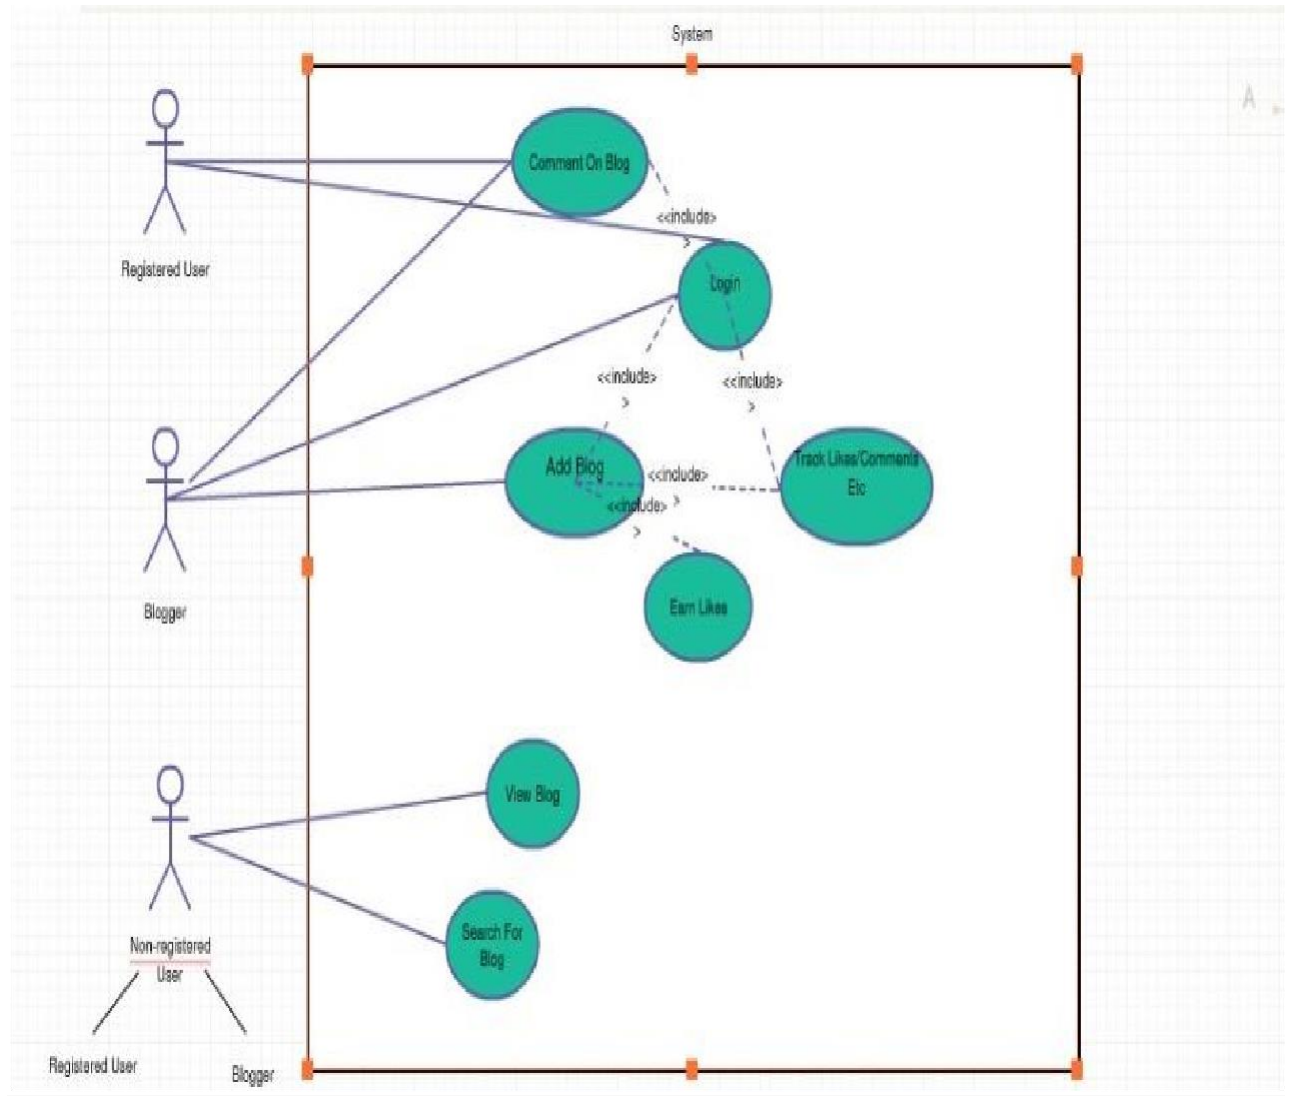 System
A
Comment On Blog
<<include>
>
Registered User
Login
<<include>
>
<<include>
>
Add Blog
<<include>
>
Track Likes/Comments
Etc
<<include>
>
Blogger
Earn Likes
View Blog
Search For
Blog
Non-registered
User
Registered User
Blogger